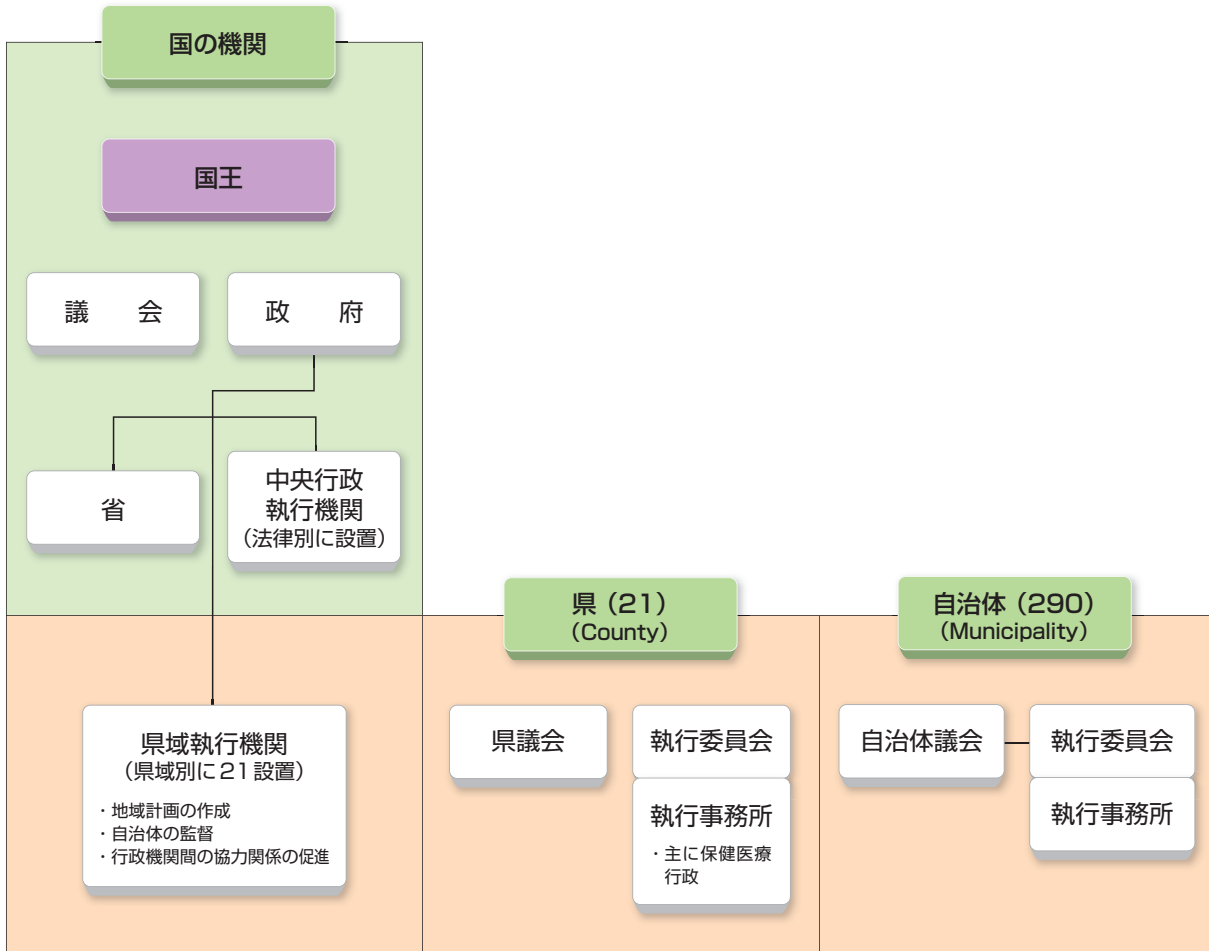 国の機関
国王
議　会
政　府
省
中央行政
執行機関
（法律別に設置）
県域執行機関
（県域別に21設置）
・地域計画の作成
・自治体の監督
・行政機関間の協力関係の促進
県（21）
（County）
県議会
執行委員会
執行事務所
・主に保健医療
行政
自治体（290）
（Municipality）
自治体議会
執行委員会
執行事務所